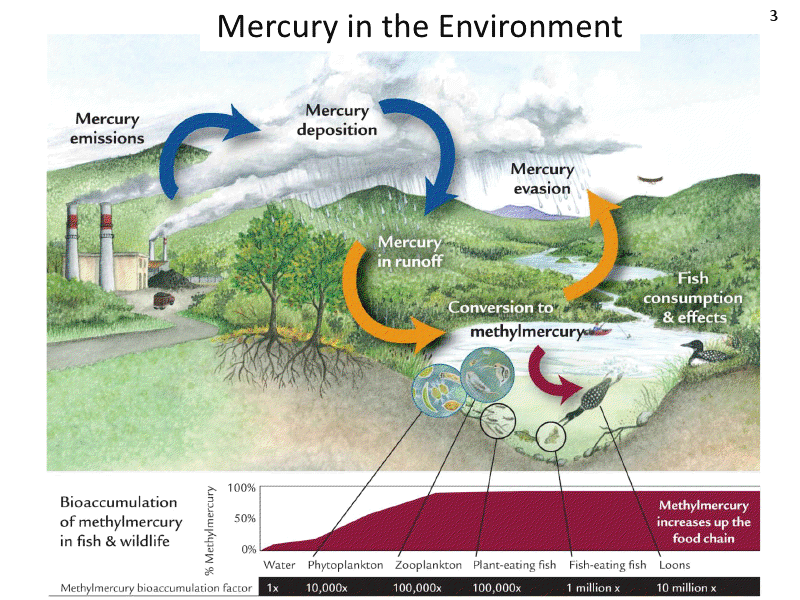 Mercury in the Environment
3
Mercury
emissions
Mercury
deposition
Mercury
evasion
Mercury
in runoff
Fish
consumption
& effects
Conversion to
methylmercury
Bioaccumulation
of methylmercury
in fish & wildlife
% Methylmercury
100%
50%
0%
Methylmercury
increases up the
food chain
Water Phytoplankton Zooplankton Plant-eating fish Fish-eating fish Loons
Methylmercury bioaccumulation factor 1x 10,000x 100,000x 100,000x 1 million x 10 million x